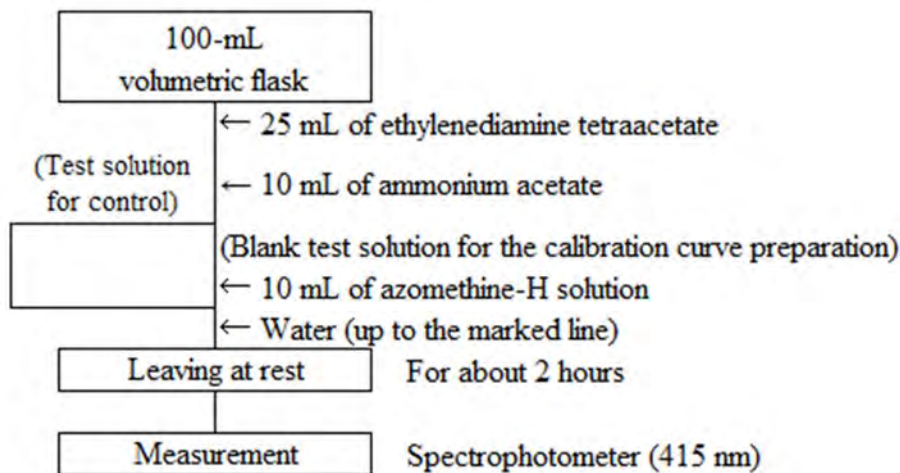 100-mL
volumetric flask
← 25 mL of ethylenediamine tetraacetate
(Test solution
for control)
← 10 mL of ammonium acetate
(Blank test solution for the calibration curve preparation)
← 10 mL of azomethine-H solution
← Water (up to the marked line)
Leaving at rest
For about 2 hours
Measurement
Spectrophotometer (415 nm)